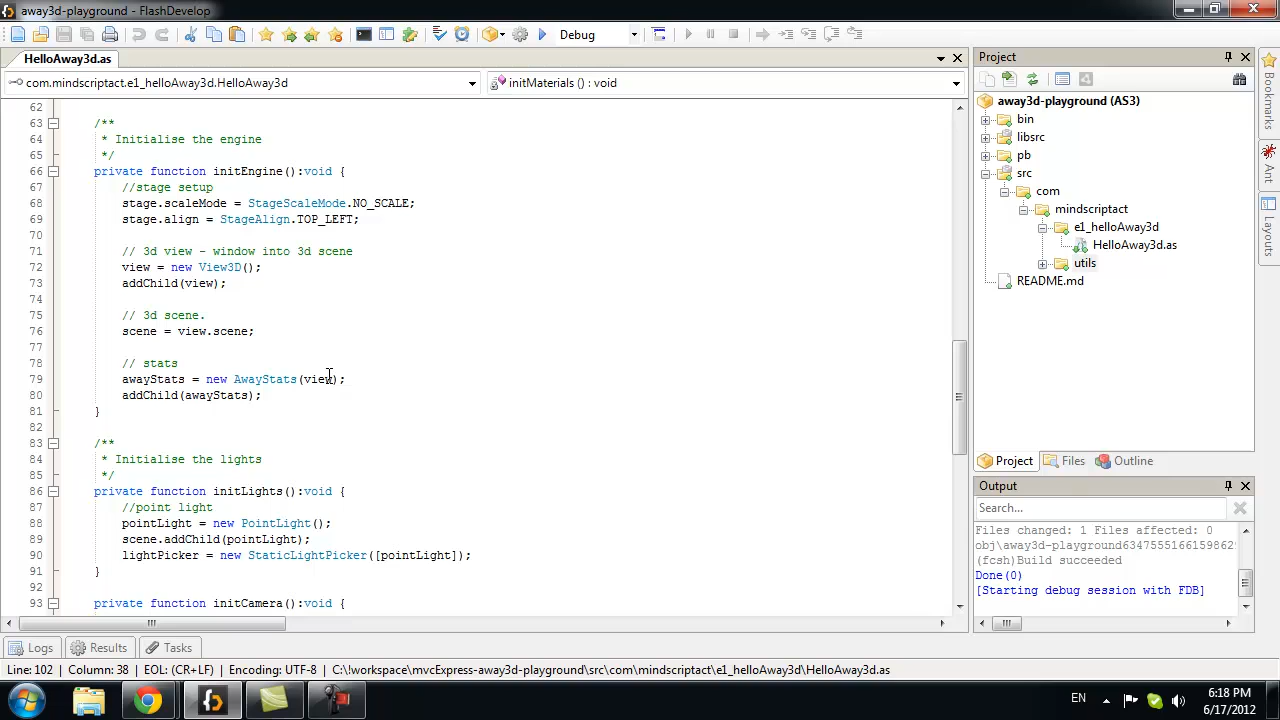 away3d-playground - FlashDevelop
Debug
HelloAway3d.as
com.mindscriptact.e1_helloAway3d.HelloAway3d
initMaterials () : void
62
63 /**
64 * Initialise the engine
65 */
66 private function initEngine():void {
67 //stage setup
68 stage.scaleMode = StageScaleMode.NO_SCALE;
69 stage.align = StageAlign.TOP_LEFT;
70
71 // 3d view - window into 3d scene
72 view = new View3D();
73 addChild(view);
74
75 // 3d scene.
76 scene = view.scene;
77
78 // stats
79 awayStats = new AwayStats(view);
80 addChild(awayStats);
81 }
82
83 /**
84 * Initialise the lights
85 */
86 private function initLights():void {
87 //point light
88 pointLight = new PointLight();
89 scene.addChild(pointLight);
90 lightPicker = new StaticLightPicker([pointLight]);
91 }
92
93 private function initCamera():void {
Project
away3d-playground (AS3)
bin
libsrc
pb
src
com
mindscriptact
e1_helloAway3d
HelloAway3d.as
utils
README.md
Project Files Outline
Output
Search...
Files changed: 1 Files affected: 0
(fcsh)Build succeeded
Done(0)
[Starting debug session with FDB]
Bookmarks
Ant
Layouts
Logs Results Tasks
Line: 102 Column: 38 EOL: (CR+LF) Encoding: UTF-8 C:\!workspace\mvcExpress-away3d-playground\src\com\mindscriptact\e1_helloAway3d\HelloAway3d.as
EN
6:18 PM
6/17/2012